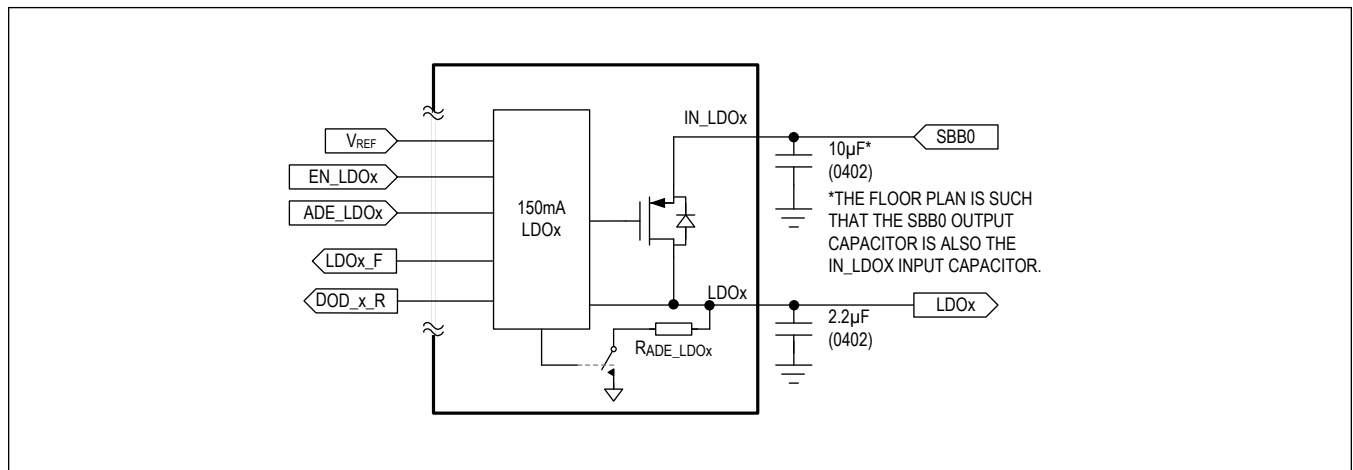 VREF
EN_LDOx
ADE_LDOx
LDOx_F
DOD_x_R
150mA
LDOx
IN_LDOx
SBB0
10µF*
(0402)
*THE FLOOR PLAN IS SUCH
THAT THE SBB0 OUTPUT
CAPACITOR IS ALSO THE
IN_LDOX INPUT CAPACITOR.
LDOx
LDOx
2.2µF
(0402)
RADE_LDOx